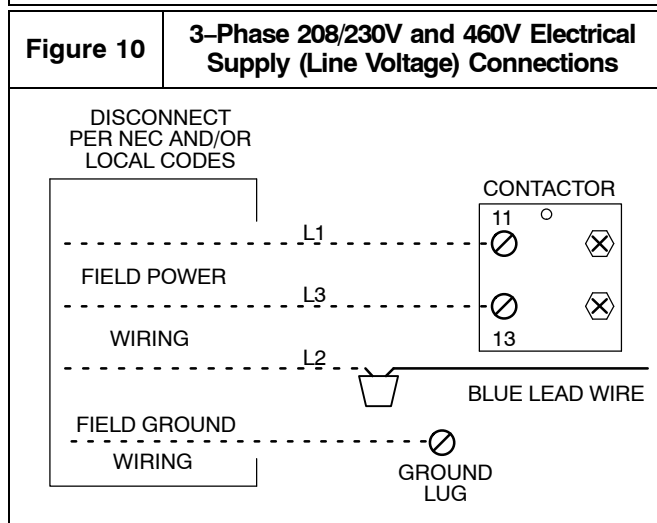 Figure 10
3–Phase 208/230V and 460V Electrical
Supply (Line Voltage) Connections
DISCONNECT
PER NEC AND/OR
LOCAL CODES
CONTACTOR
11
L1
FIELD POWER
L3
WIRING
13
L2
BLUE LEAD WIRE
FIELD GROUND
WIRING
GROUND
LUG